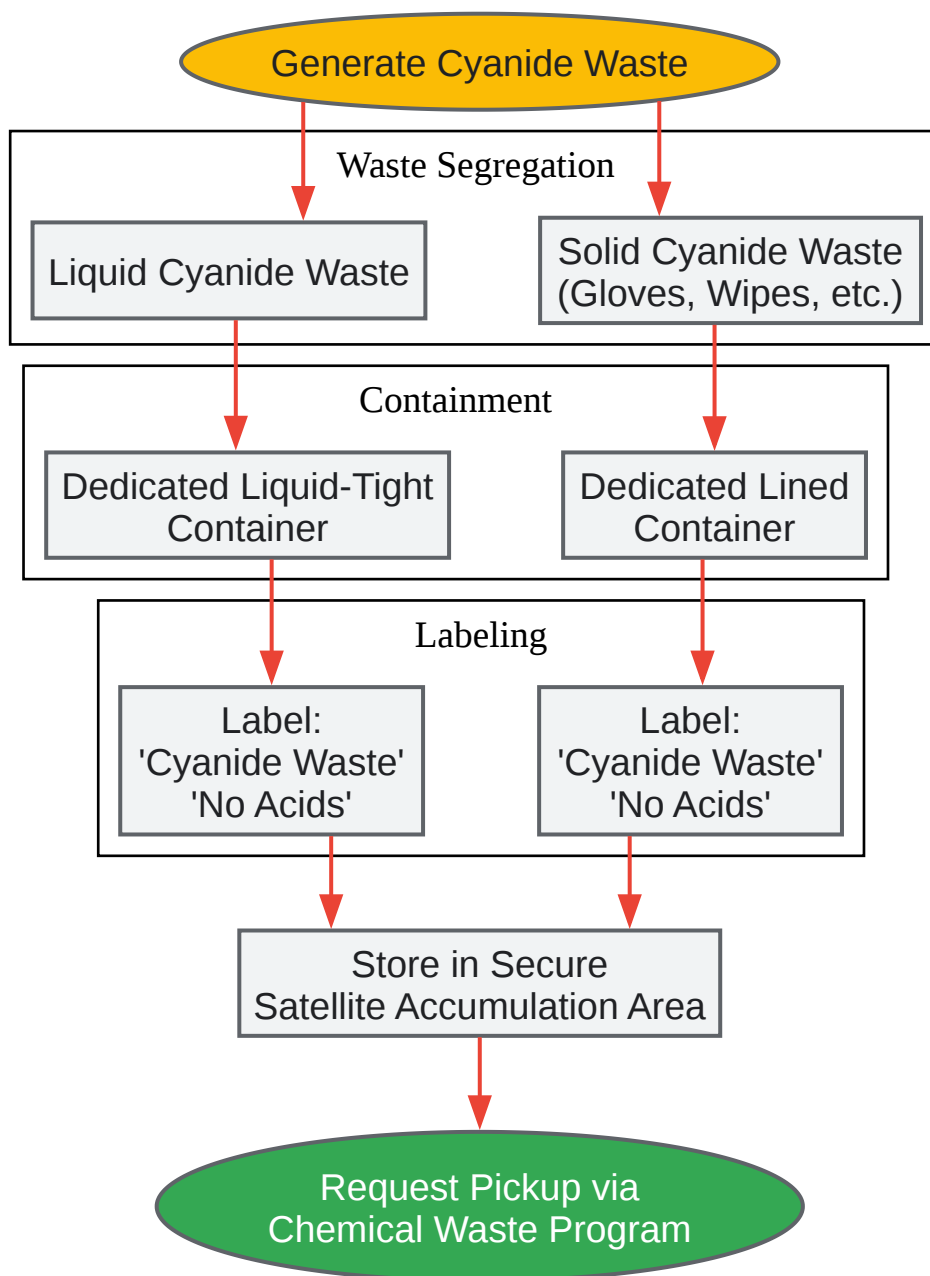 Generate Cyanide Waste
Waste Segregation
Liquid Cyanide Waste
Solid Cyanide Waste
(Gloves, Wipes, etc.)
Containment
Dedicated Liquid-Tight
Container
Dedicated Lined
Container
Labeling
Label:
'Cyanide Waste'
'No Acids'
Label:
'Cyanide Waste'
'No Acids'
Store in Secure
Satellite Accumulation Area
Request Pickup via
Chemical Waste Program